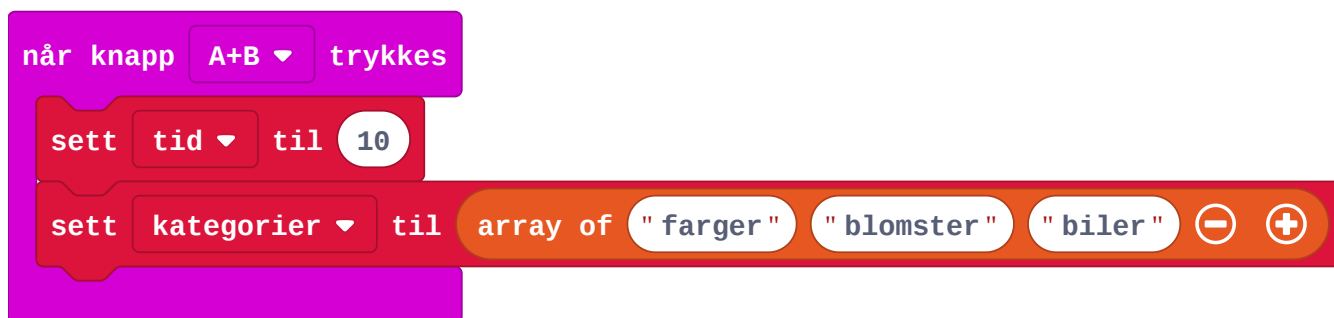 når knapp A+B trykkes
sett tid til 10
sett kategorier til array of "farger" "blomster" "biler"